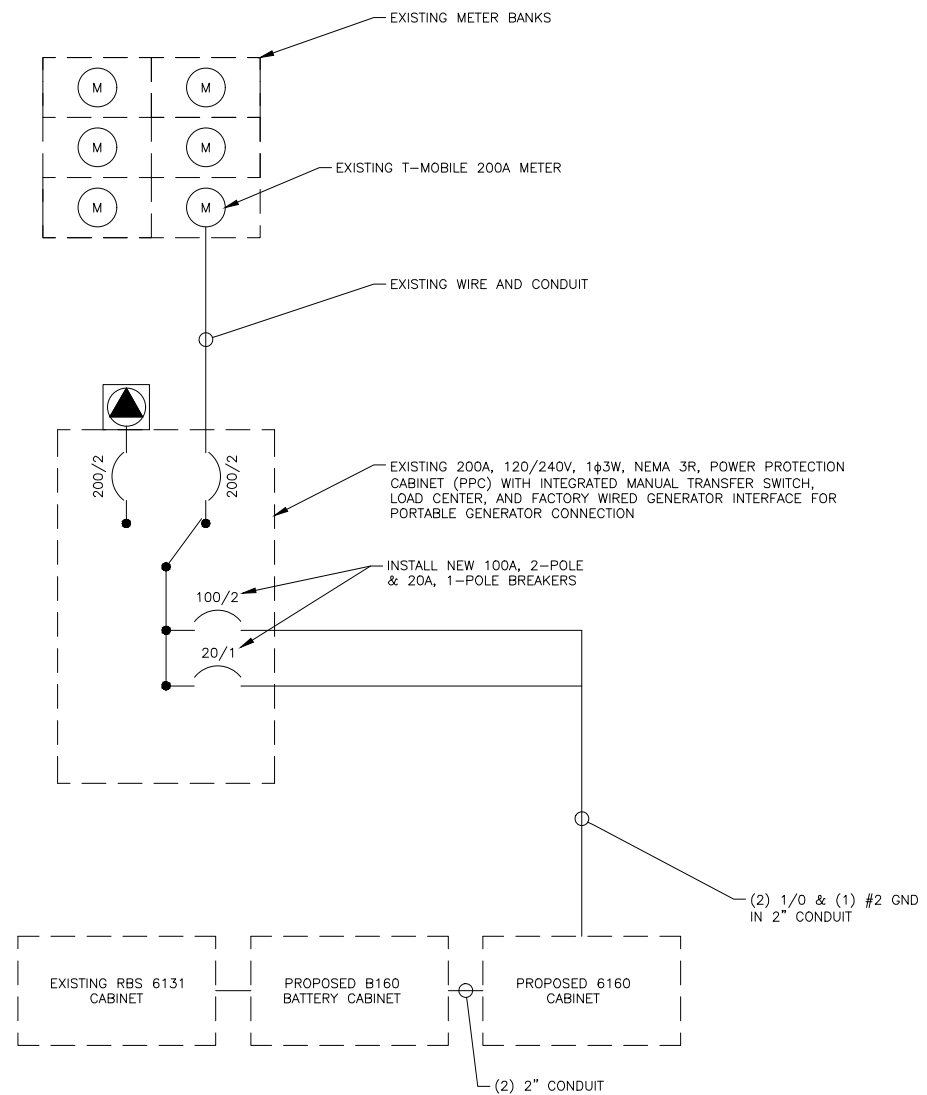 EXISTING METER BANKS
M M
M M
EXISTING T-MOBILE 200A METER
M M
EXISTING WIRE AND CONDUIT
200/2 200/2
EXISTING 200A, 120/240V, 1ϕ3W, NEMA 3R, POWER PROTECTION
CABINET (PPC) WITH INTEGRATED MANUAL TRANSFER SWITCH,
LOAD CENTER, AND FACTORY WIRED GENERATOR INTERFACE FOR
PORTABLE GENERATOR CONNECTION
INSTALL NEW 100A, 2-POLE
& 20A, 1-POLE BREAKERS
100/2
20/1
(2) 1/0 & (1) #2 GND
IN 2" CONDUIT
EXISTING RBS 6131
CABINET
PROPOSED B160
BATTERY CABINET
PROPOSED 6160
CABINET
(2) 2" CONDUIT